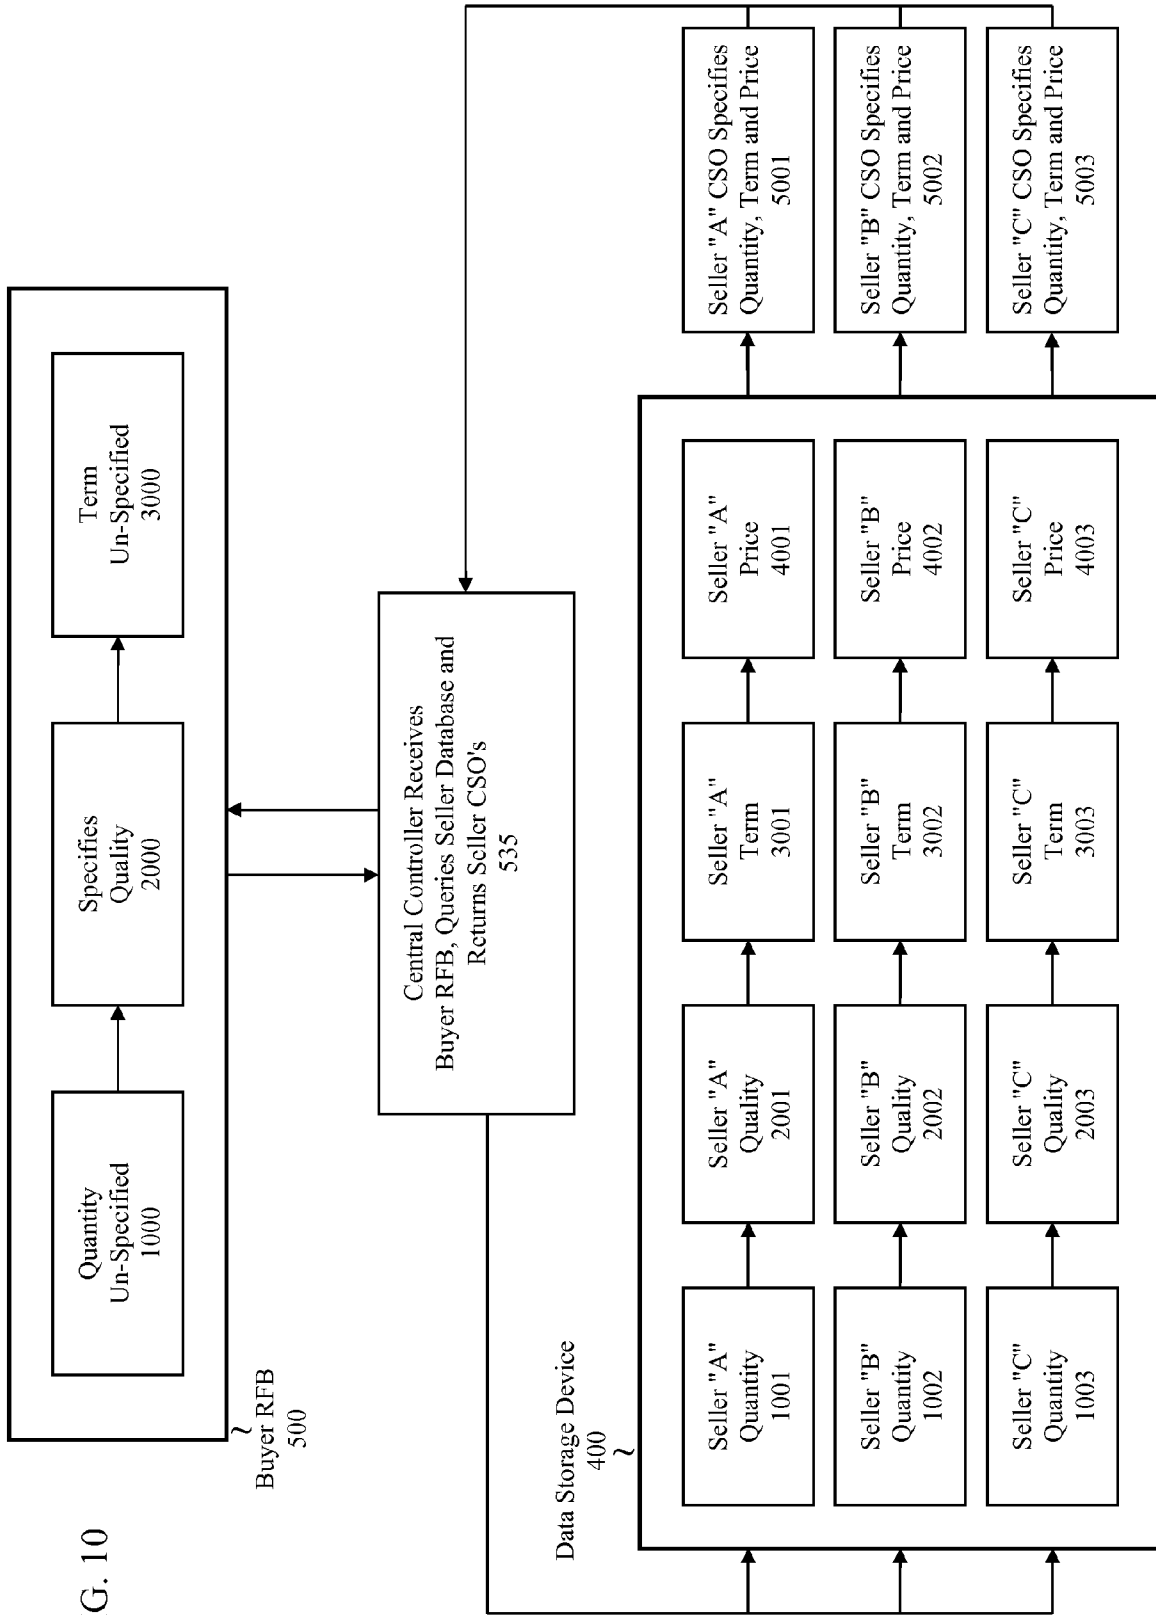 G. 10
Buyer RFB
500
Quantity
Un-Specified
1000
Specifies
Quality
2000
Term
Un-Specified
3000
Central Controller Receives
Buyer RFB, Queries Seller Database and
Returns Seller CSO's
535
Data Storage Device
400
Seller "A"
Quantity
1001
Seller "A"
Quality
2001
Seller "A"
Term
3001
Seller "A"
Price
4001
Seller "A" CSO Specifies
Quantity, Term and Price
5001
Seller "B"
Quantity
1002
Seller "B"
Quality
2002
Seller "B"
Term
3002
Seller "B"
Price
4002
Seller "B" CSO Specifies
Quantity, Term and Price
5002
Seller "C"
Quantity
1003
Seller "C"
Quality
2003
Seller "C"
Term
3003
Seller "C"
Price
4003
Seller "C" CSO Specifies
Quantity, Term and Price
5003